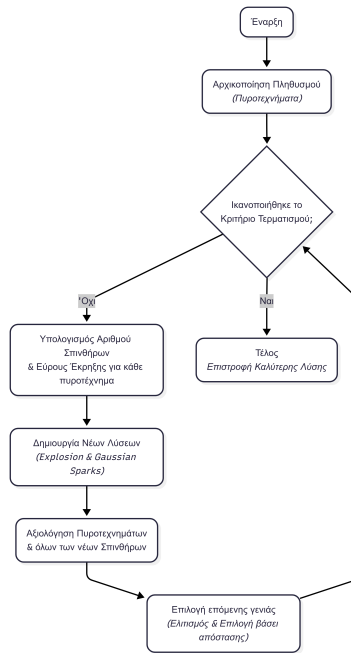 Έναρξη
Αρχικοποίηση Πληθυσμού
(Πυροτεχνήματα)
Ικανοποιήθηκε το
Κριτήριο Τερματισμού;
Όχι
Ναι
Υπολογισμός Αριθμού
Σπινθήρων
& Εύρους Έκρηξης για κάθε
πυροτέχνημα
Τέλος
Επιστροφή Καλύτερης Λύσης
Δημιουργία Νέων Λύσεων
(Explosion & Gaussian
Sparks)
Αξιολόγηση Πυροτεχνημάτων
& όλων των νέων Σπινθήρων
Επιλογή επόμενης γενιάς
(Ελιτισμός & Επιλογή βάσει
απόστασης)